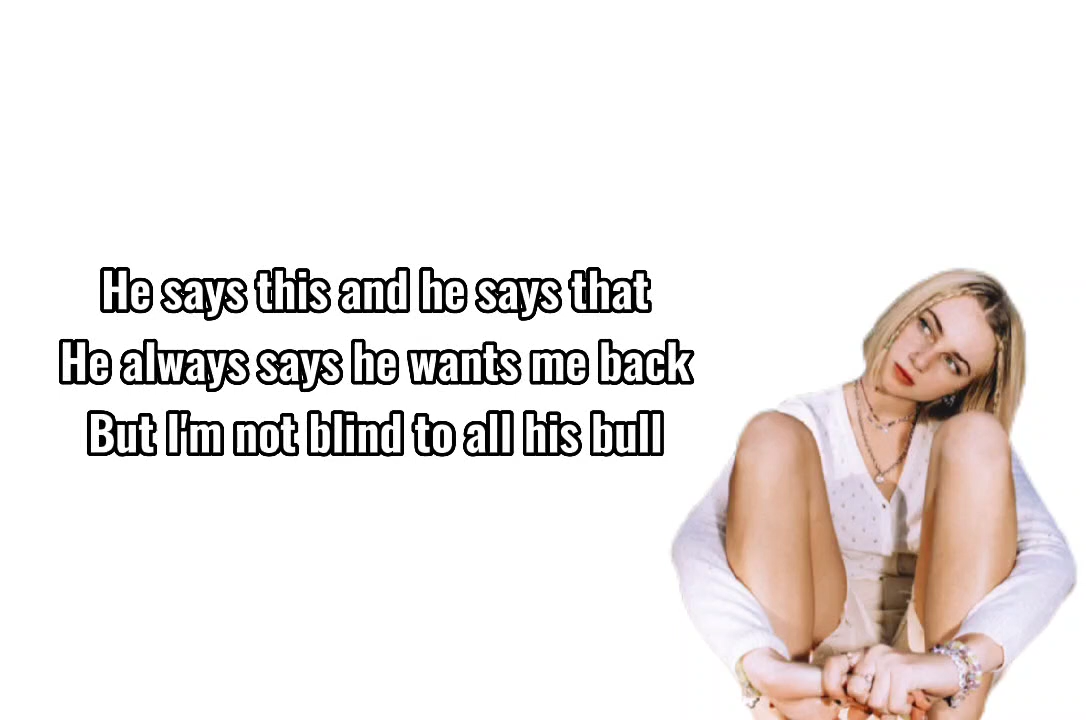 He says this and he says that
He always says he wants me back
But I'm not blind to all his bull